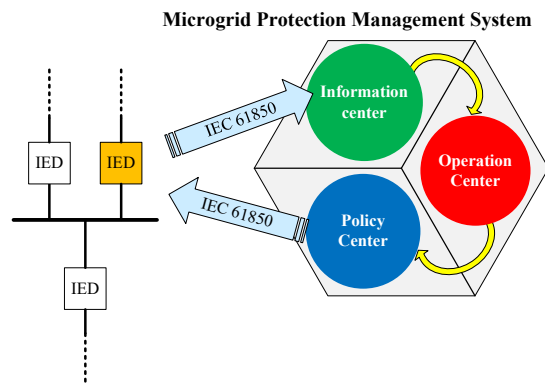 Microgrid Protection Management System
Information
center
IEC 61850
IED
IED
Operation
Center
IEC 61850
Policy
Center
IED